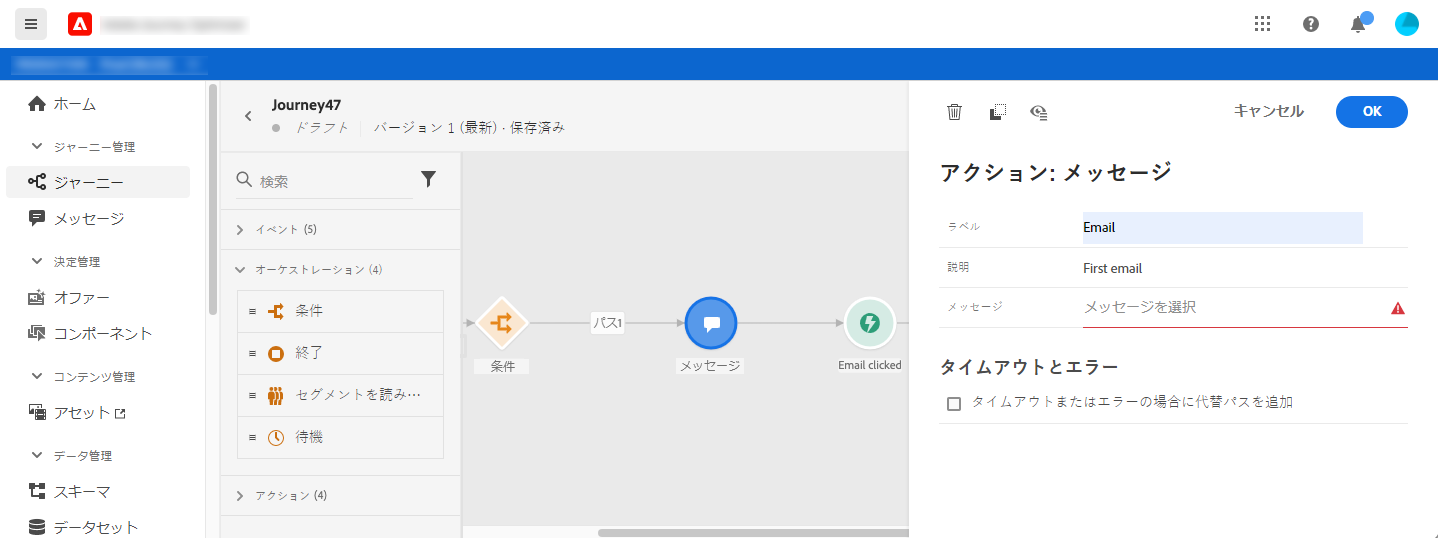 ホーム
ジャーニー管理
ジャーニー
メッセージ
決定管理
オファー
コンポーネント
コンテンツ管理
アセット
データ管理
スキーマ
データセット
Journey47
ドラフト
バージョン 1 (最新) · 保存済み
検索
イベント (5)
オーケストレーション (4)
条件
終了
セグメントを読み…
待機
アクション (4)
条件
パス1
メッセージ
Email clicked
キャンセル
OK
アクション: メッセージ
ラベル
Email
説明
First email
メッセージ
メッセージを選択
タイムアウトとエラー
タイムアウトまたはエラーの場合に代替パスを追加